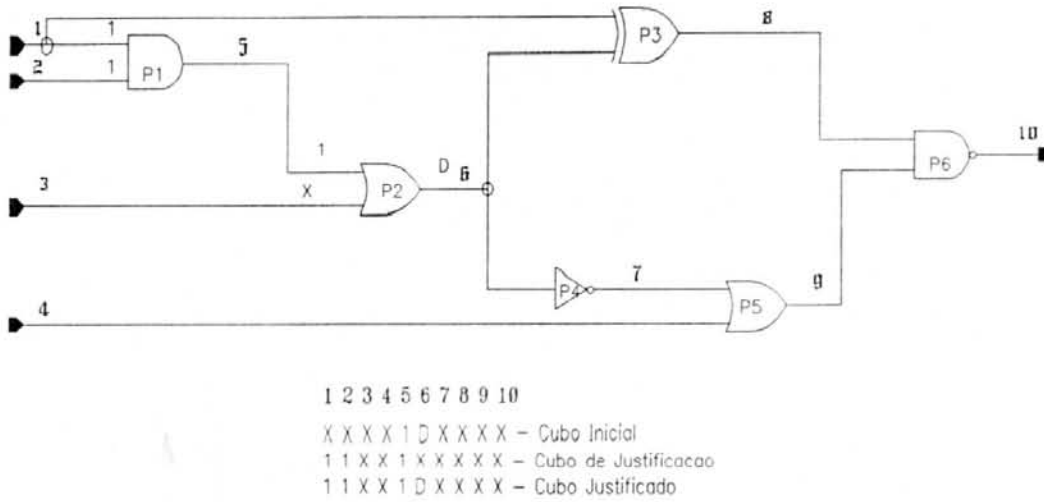 1 1
2 1
5
P1
3
1
X
P2
D 6
P3
8
P4
7
4
P5
9
P6
10
1 2 3 4 5 6 7 8 9 10
X X X X 1 D X X X X – Cubo Inicial
1 1 X X 1 X X X X X – Cubo de Justificacao
1 1 X X 1 D X X X X – Cubo Justificado